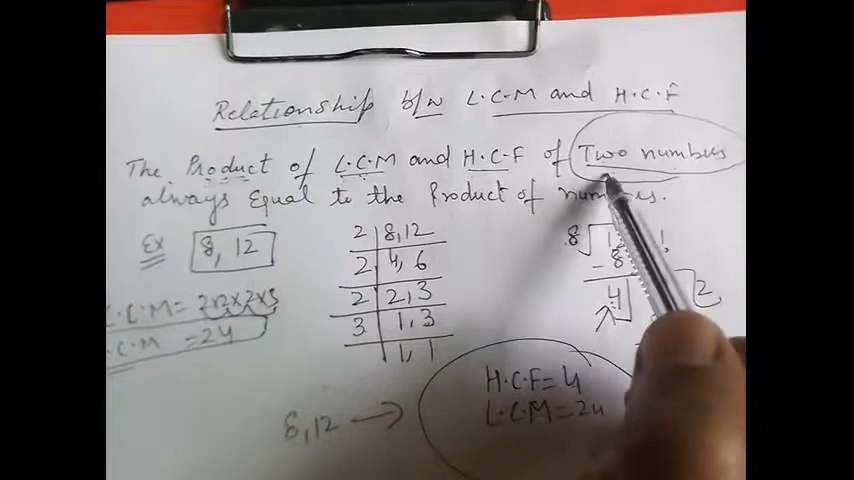 Relationship b/w L.C.M and H.C.F
The Product of L.C.M and H.C.F of Two numbers
always Equal to the Product of numbers.
Ex 8, 12
L.C.M = 2x2x2x3
L.C.M = 24
2 | 8, 12
2 | 4, 6
2 | 2, 3
3 | 1, 3
1, 1
8
- 8
4 2
H.C.F = 4
8, 12 → L.C.M = 24